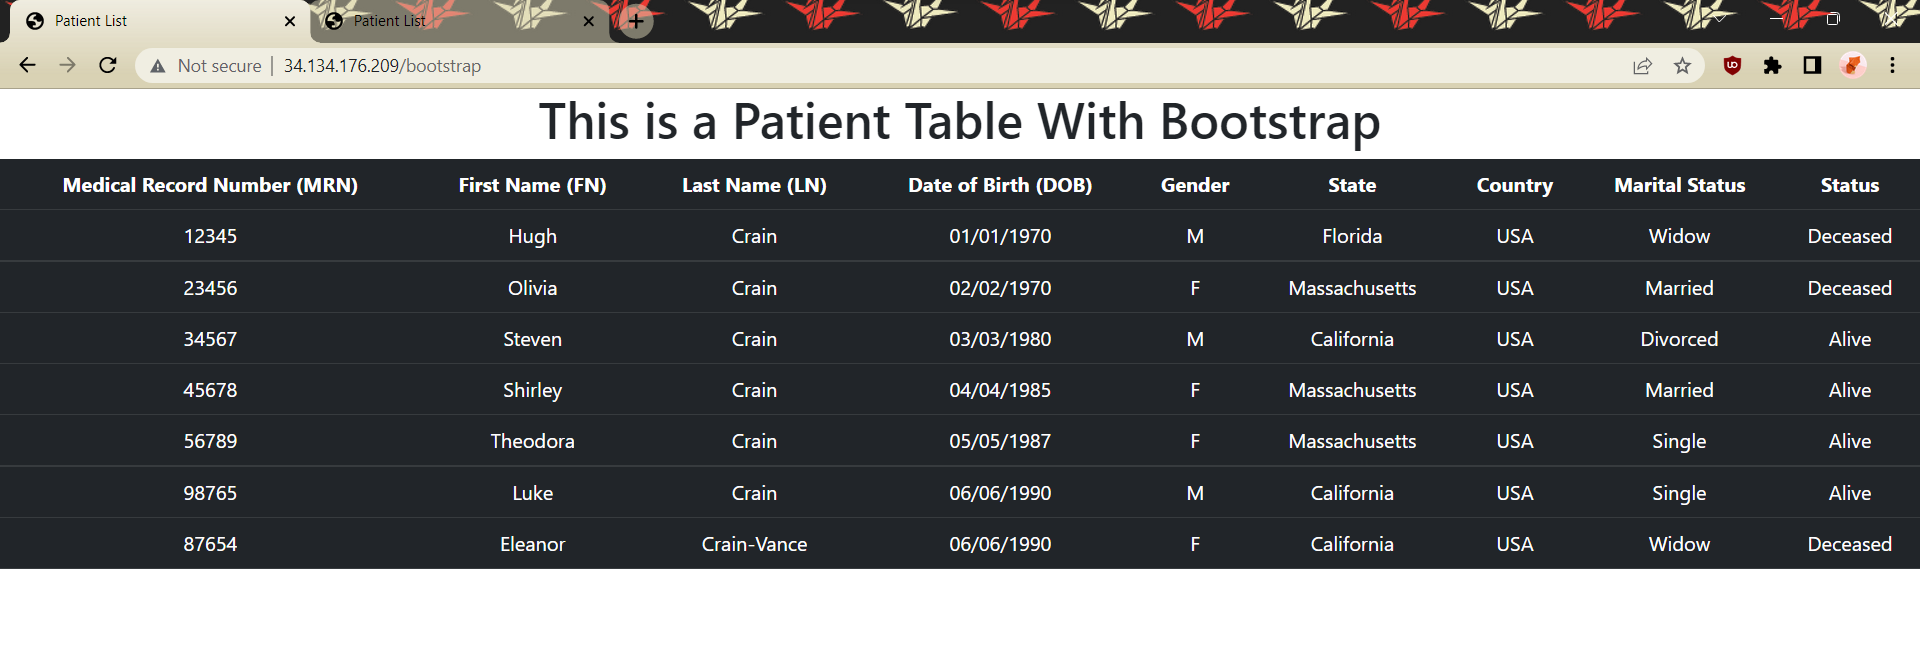 Patient List Patient List
Not secure 34.134.176.209/bootstrap
This is a Patient Table With Bootstrap
Medical Record Number (MRN) First Name (FN) Last Name (LN) Date of Birth (DOB) Gender State Country Marital Status Status
12345 Hugh Crain 01/01/1970 M Florida USA Widow Deceased
23456 Olivia Crain 02/02/1970 F Massachusetts USA Married Deceased
34567 Steven Crain 03/03/1980 M California USA Divorced Alive
45678 Shirley Crain 04/04/1985 F Massachusetts USA Married Alive
56789 Theodora Crain 05/05/1987 F Massachusetts USA Single Alive
98765 Luke Crain 06/06/1990 M California USA Single Alive
87654 Eleanor Crain-Vance 06/06/1990 F California USA Widow Deceased